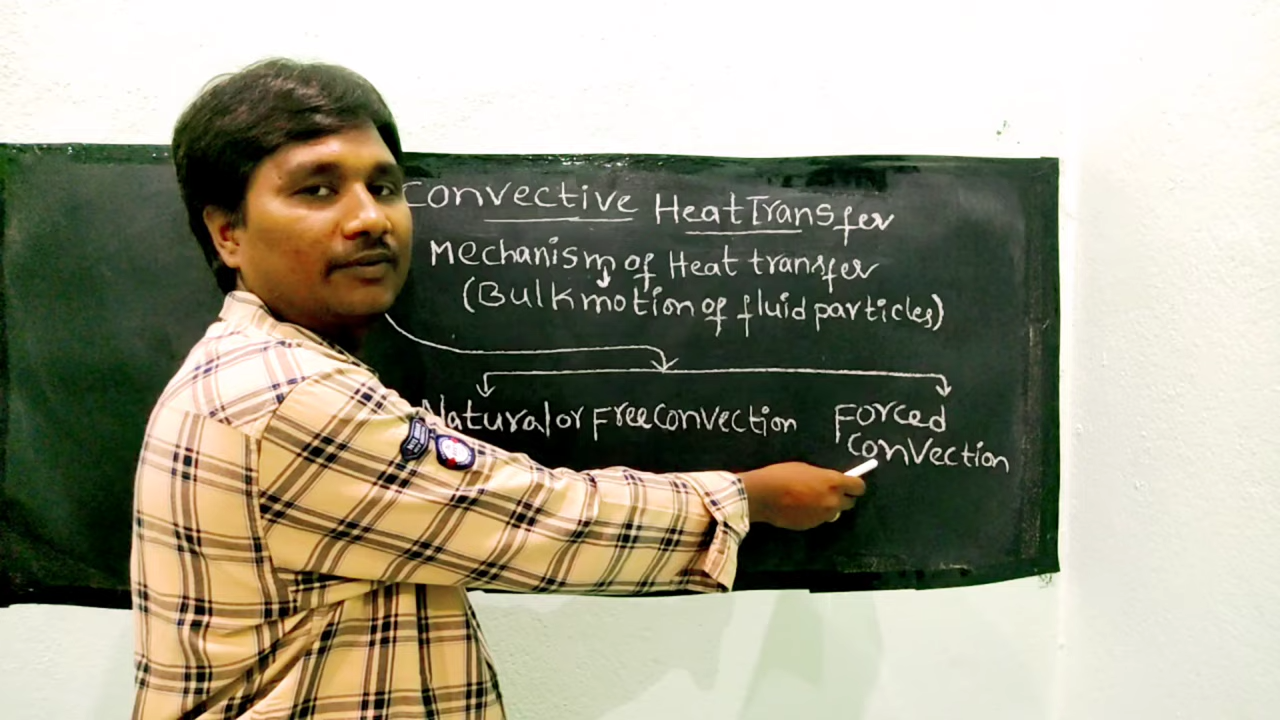 Convective Heat Transfer
Mechanism of Heat transfer
(Bulk motion of fluid particles)
Natural or Free convection
Forced
Convection